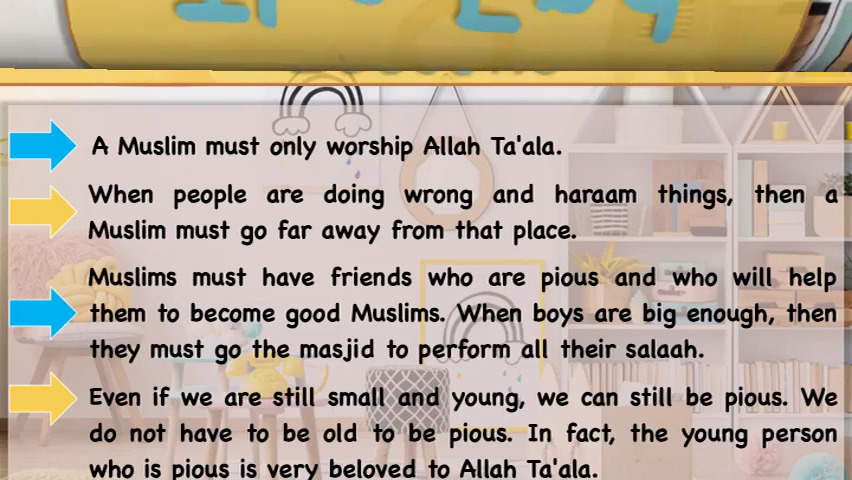 A Muslim must only worship Allah Ta'ala.
When people are doing wrong and haraam things, then a
Muslim must go far away from that place.
Muslims must have friends who are pious and who will help
them to become good Muslims. When boys are big enough, then
they must go the masjid to perform all their salaah.
Even if we are still small and young, we can still be pious. We
do not have to be old to be pious. In fact, the young person
who is pious is very beloved to Allah Ta'ala.